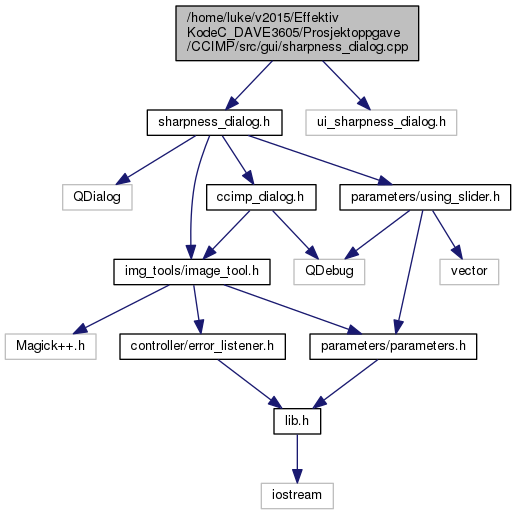 /home/luke/v2015/Effektiv
KodeC_DAVE3605/Prosjektoppgave
/CCIMP/src/gui/sharpness_dialog.cpp
sharpness_dialog.h
ui_sharpness_dialog.h
QDialog
ccimp_dialog.h
parameters/using_slider.h
img_tools/image_tool.h
QDebug
vector
Magick++.h
controller/error_listener.h
parameters/parameters.h
lib.h
iostream